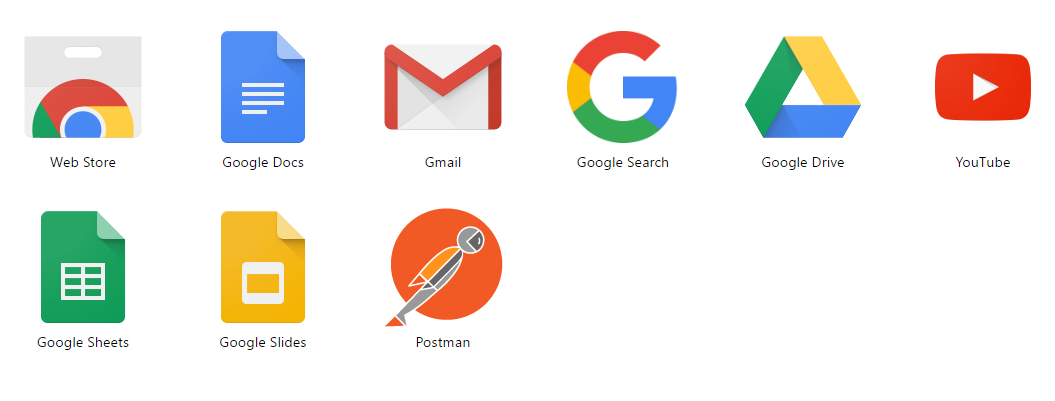 Web Store
Google Docs
Gmail
Google Search
Google Drive
YouTube
Google Sheets
Google Slides
Postman